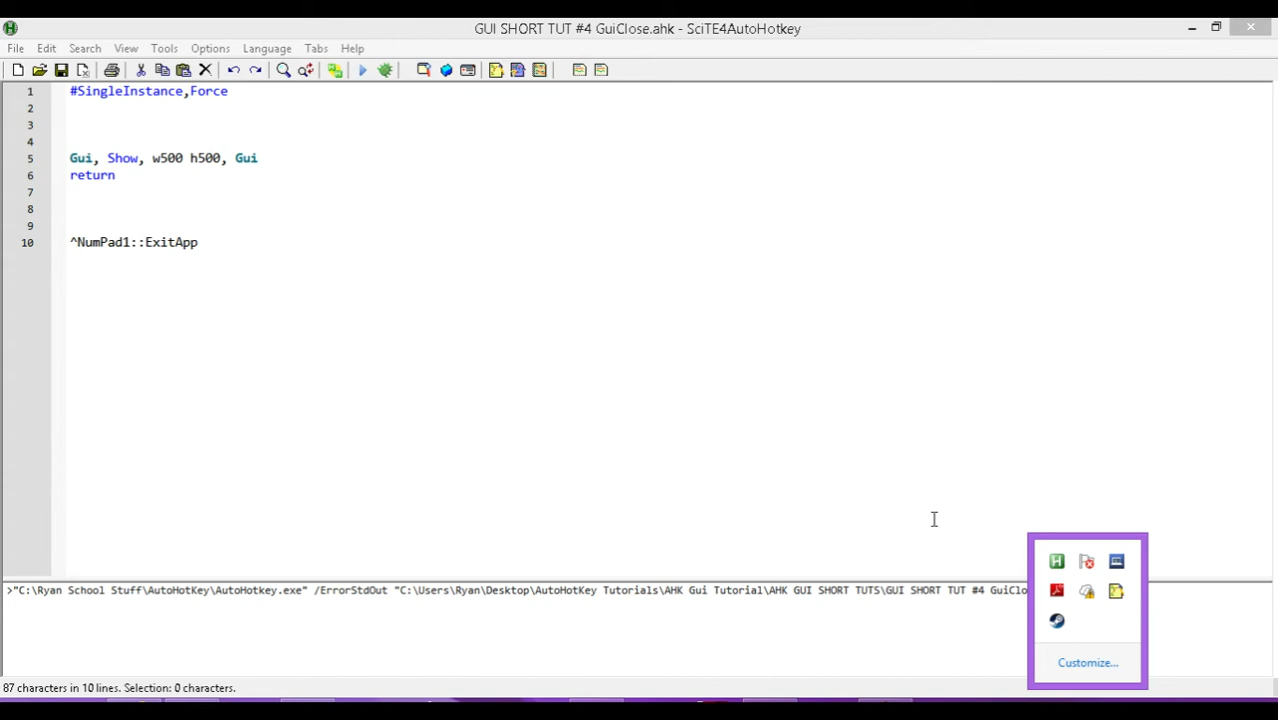 GUI SHORT TUT #4 GuiClose.ahk - SciTE4AutoHotkey
File Edit Search View Tools Options Language Tabs Help
1 #SingleInstance,Force
2
3
4
5 Gui, Show, w500 h500, Gui
6 return
7
8
9
10 ^NumPad1::ExitApp
>"C:\Ryan School Stuff\AutoHotKey\AutoHotkey.exe" /ErrorStdOut "C:\Users\Ryan\Desktop\AutoHotKey Tutorials\AHK Gui Tutorial\AHK GUI SHORT TUTS\GUI SHORT TUT #4 GuiClo
Customize...
87 characters in 10 lines. Selection: 0 characters.